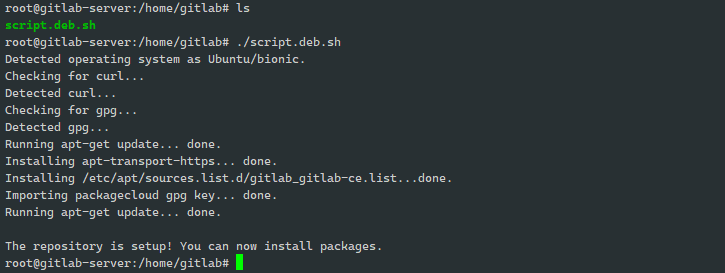 root@gitlab-server:/home/gitlab# ls
script.deb.sh
root@gitlab-server:/home/gitlab# ./script.deb.sh
Detected operating system as Ubuntu/bionic.
Checking for curl...
Detected curl...
Checking for gpg...
Detected gpg...
Running apt-get update... done.
Installing apt-transport-https... done.
Installing /etc/apt/sources.list.d/gitlab_gitlab-ce.list...done.
Importing packagecloud gpg key... done.
Running apt-get update... done.

The repository is setup! You can now install packages.
root@gitlab-server:/home/gitlab#